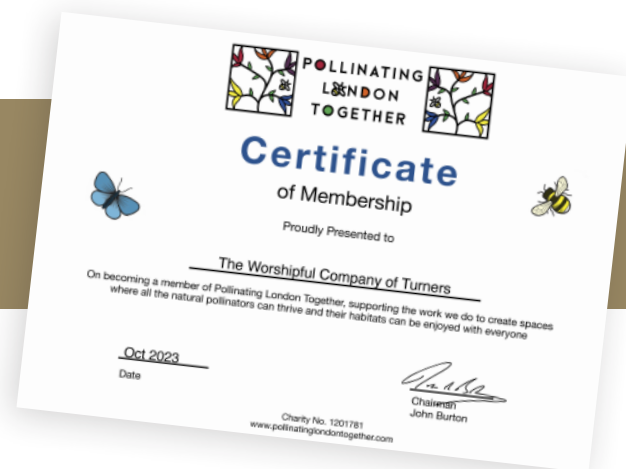 POLLINATING
LONDON
TOGETHER
Certificate
of Membership
Proudly Presented to
The Worshipful Company of Turners
On becoming a member of Pollinating London Together, supporting the work we do to create spaces
where all the natural pollinators can thrive and their habitats can be enjoyed with everyone
Oct 2023
Date
Chairman
John Burton
Charity No. 1201781
www.pollinatinglondontogether.com